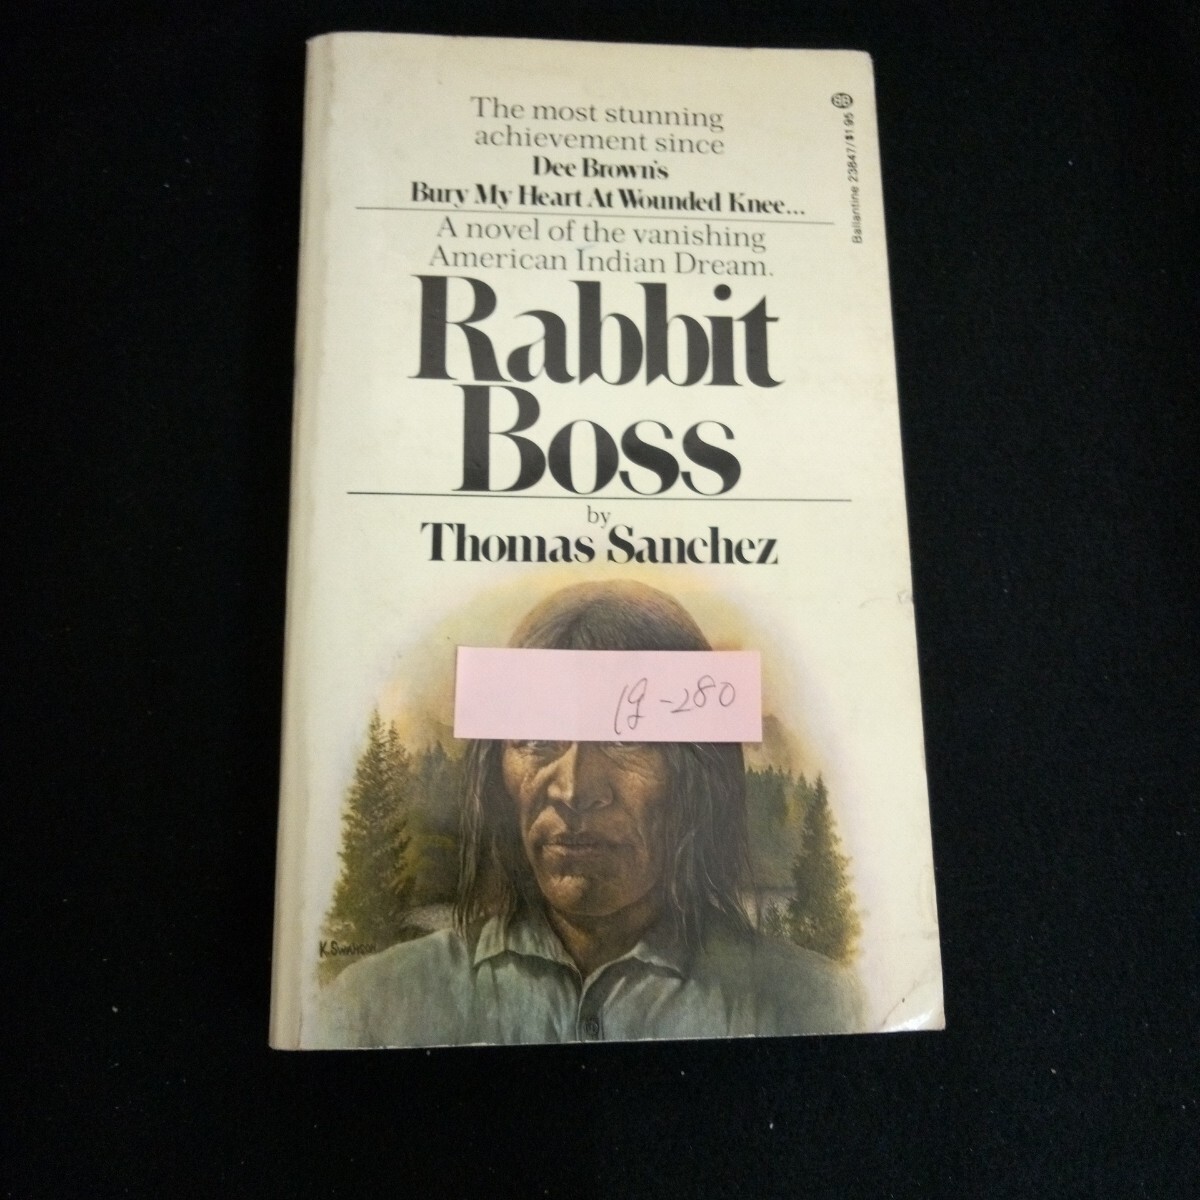 The most stunning
achievement since
Dee Brown's
Bury My Heart At Wounded Knee...
A novel of the vanishing
American Indian Dream.
Rabbit
Boss
by
Thomas Sanchez
BB
Ballantine 23847/$1.95
-280
K. Swanson